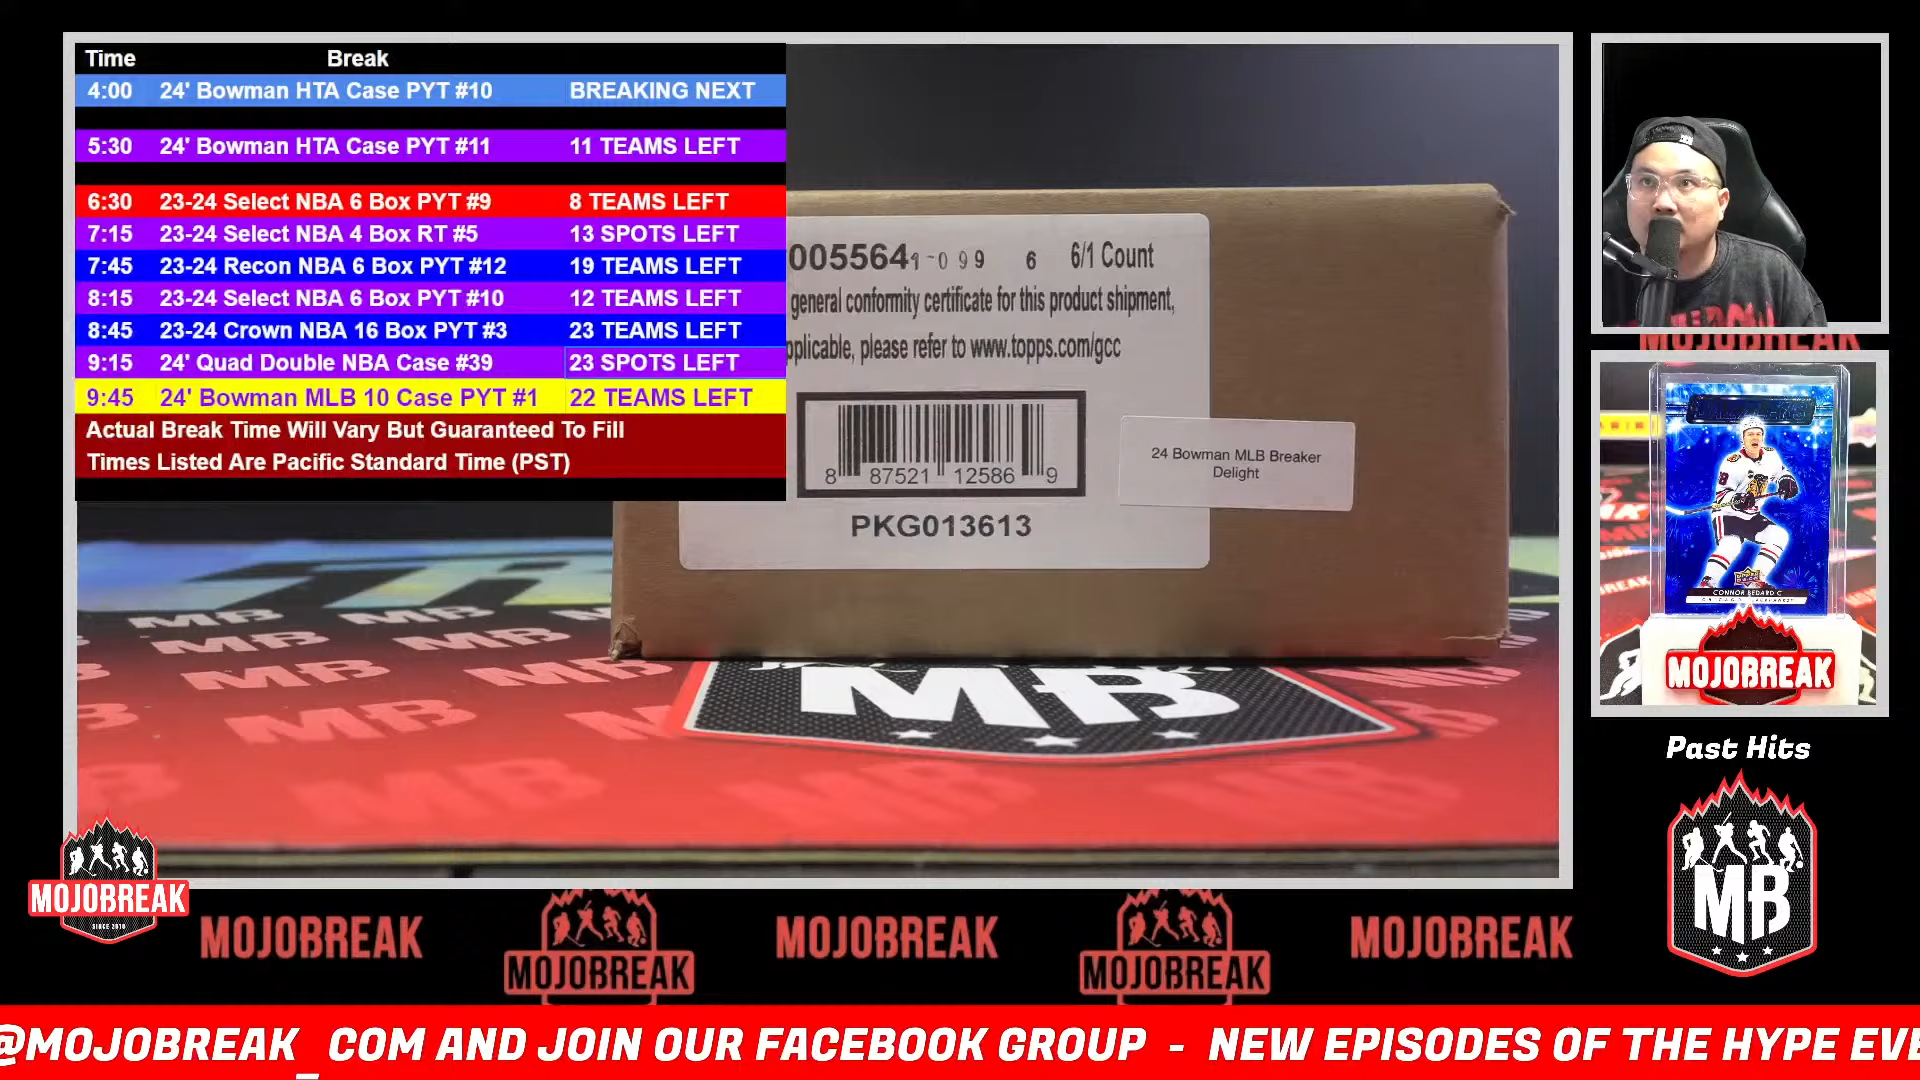 Time Break
4:00 24' Bowman HTA Case PYT #10 BREAKING NEXT
5:30 24' Bowman HTA Case PYT #11 11 TEAMS LEFT
6:30 23-24 Select NBA 6 Box PYT #9 8 TEAMS LEFT
7:15 23-24 Select NBA 4 Box RT #5 13 SPOTS LEFT
7:45 23-24 Recon NBA 6 Box PYT #12 19 TEAMS LEFT
8:15 23-24 Select NBA 6 Box PYT #10 12 TEAMS LEFT
8:45 23-24 Crown NBA 16 Box PYT #3 23 TEAMS LEFT
9:15 24' Quad Double NBA Case #39 23 SPOTS LEFT
9:45 24' Bowman MLB 10 Case PYT #1 22 TEAMS LEFT
Actual Break Time Will Vary But Guaranteed To Fill
Times Listed Are Pacific Standard Time (PST)
6 6/1 Count
general conformity certificate for this product shipment,
please refer to www.topps.com/gcc
8 87521 12586 9
PKG013613
24 Bowman MLB Breaker
Delight
MB
CONNOR BEDARD C
MOJOBREAK
Past Hits
MB
MOJOBREAK
SINCE 2010
MOJOBREAK
MOJOBREAK
MOJOBREAK
MOJOBREAK
MOJOBREAK
@MOJOBREAK_COM AND JOIN OUR FACEBOOK GROUP - NEW EPISODES OF THE HYPE